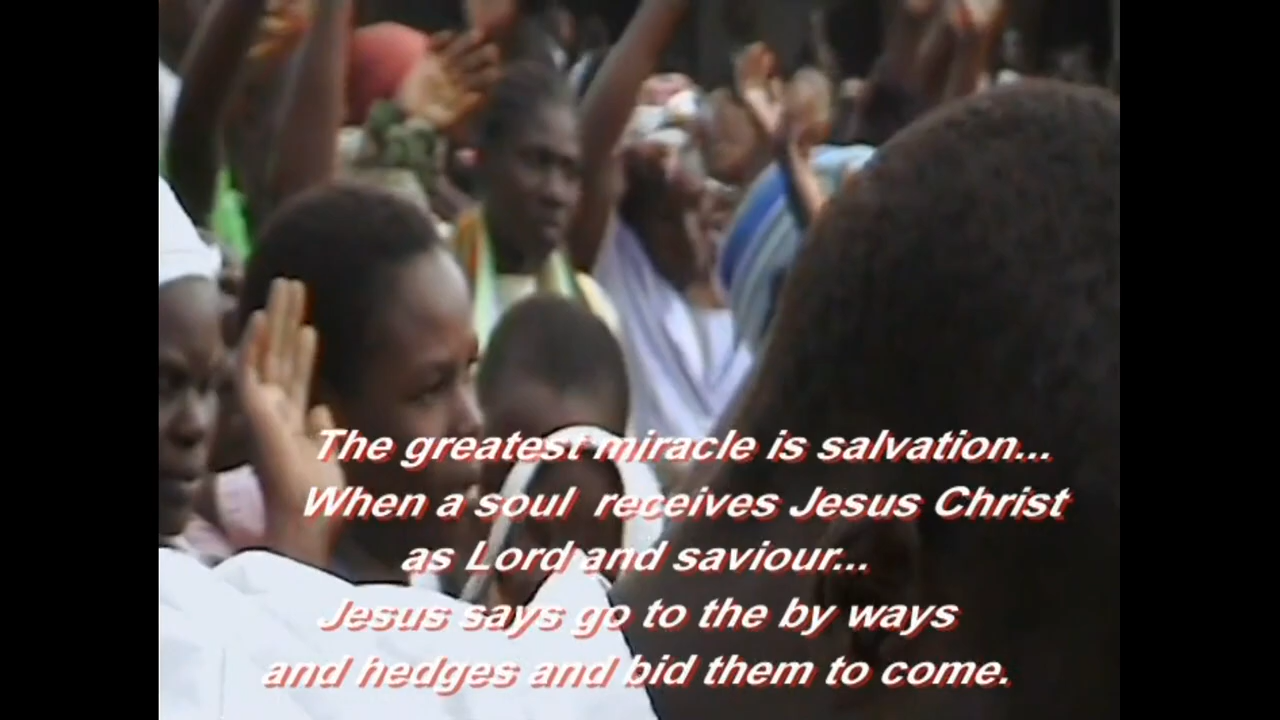 The greatest miracle is salvation...
When a soul receives Jesus Christ
as Lord and saviour...
Jesus says go to the by ways
and hedges and bid them to come.